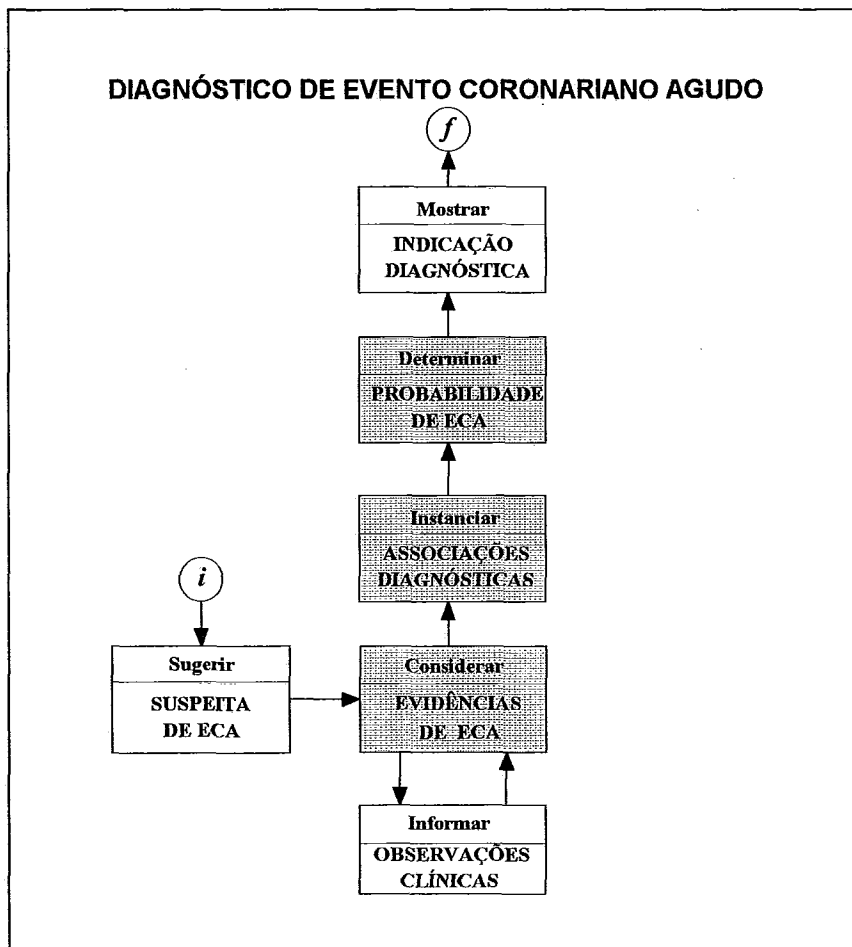 DIAGNÓSTICO DE EVENTO CORONARIANO AGUDO
f
Mostrar
INDICAÇÃO
DIAGNÓSTICA
Determinar
PROBABILIDADE
DE ECA
Instanciar
ASSOCIAÇÕES
DIAGNÓSTICAS
i
Sugerir
SUSPEITA
DE ECA
Considerar
EVIDÊNCIAS
DE ECA
Informar
OBSERVAÇÕES
CLÍNICAS